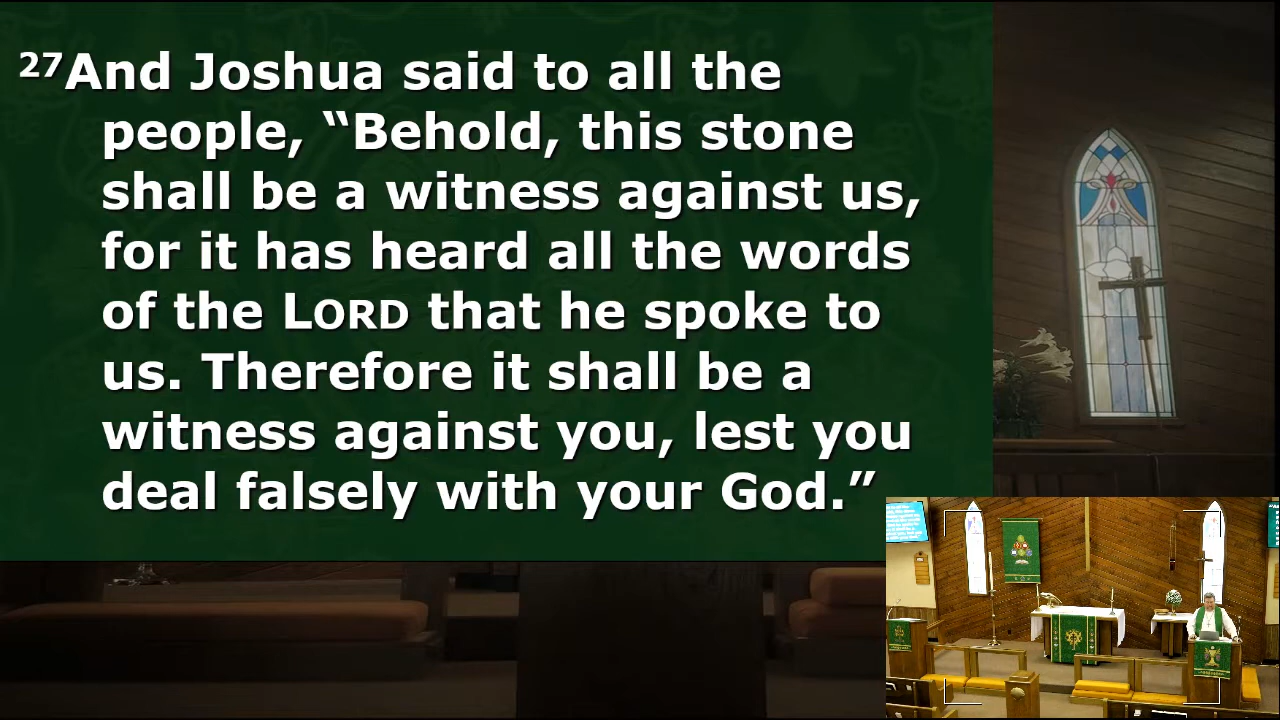 27And Joshua said to all the
people, “Behold, this stone
shall be a witness against us,
for it has heard all the words
of the LORD that he spoke to
us. Therefore it shall be a
witness against you, lest you
deal falsely with your God.”